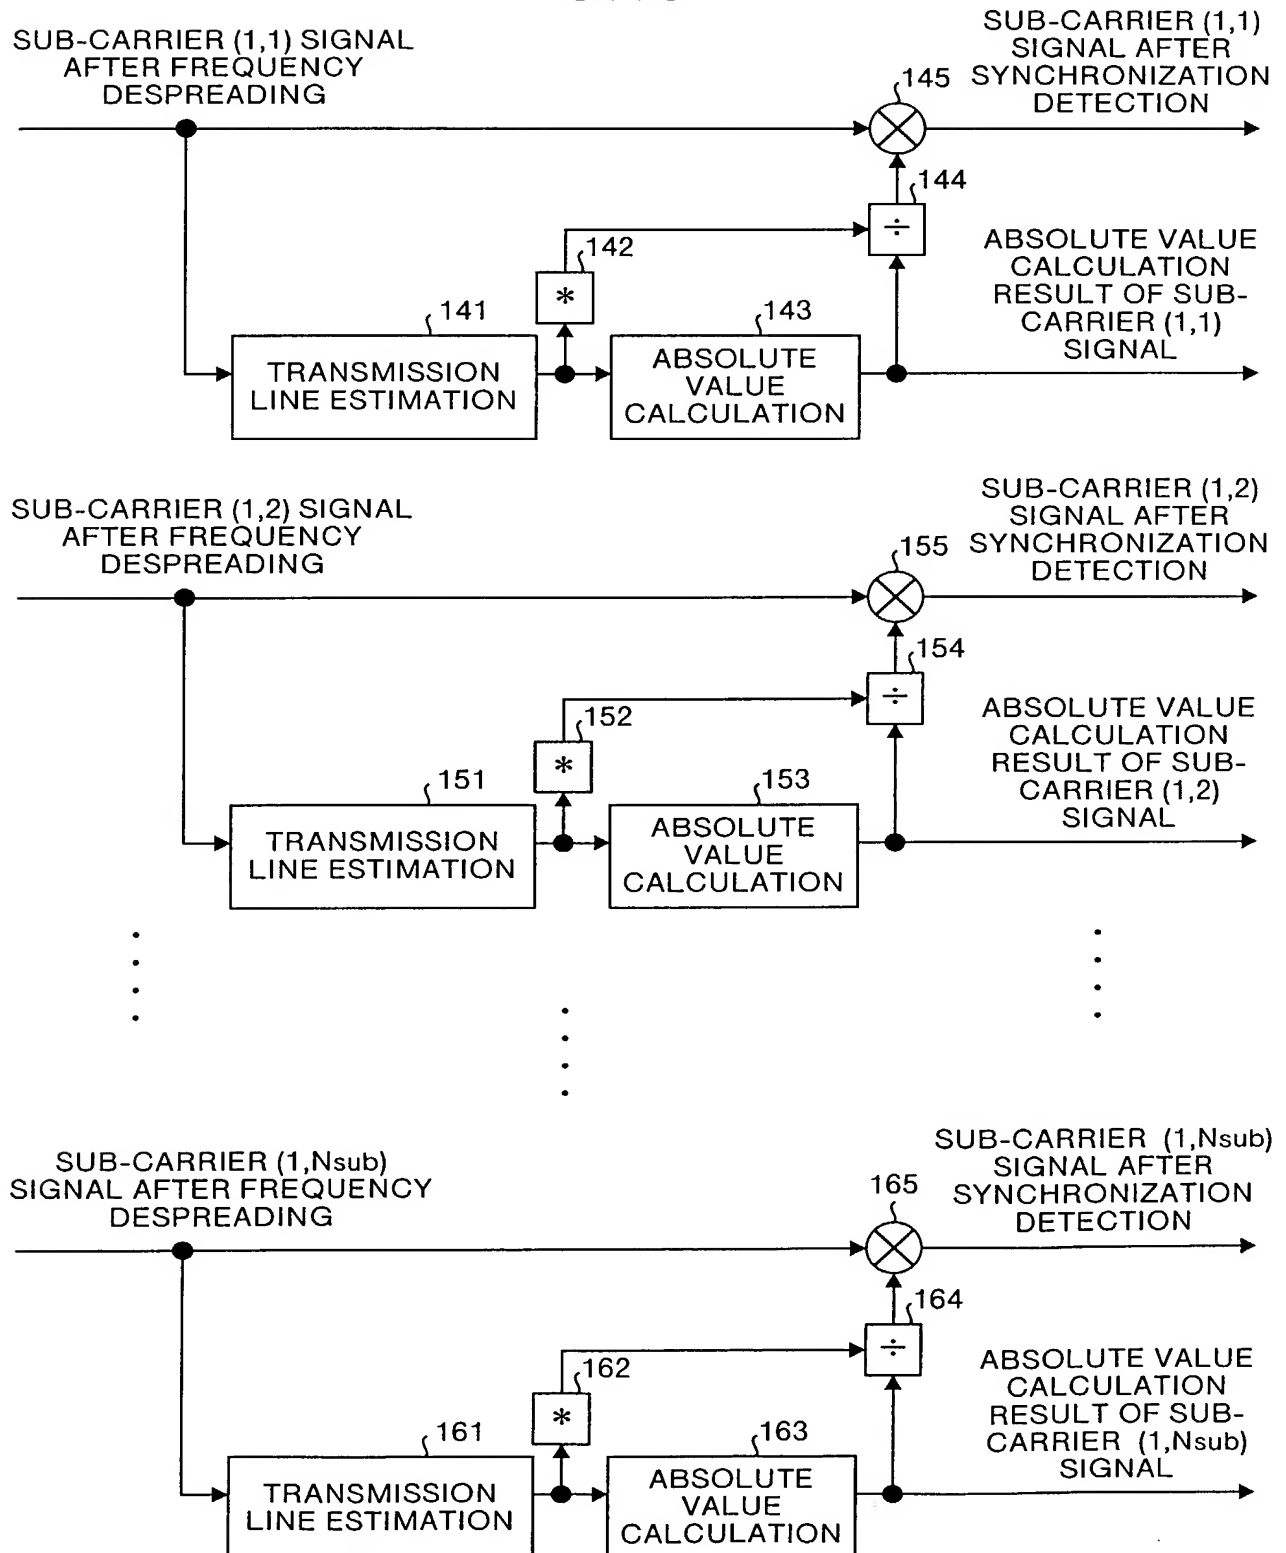 SUB-CARRIER (1,1) SIGNAL
AFTER FREQUENCY
DESPREADING
SUB-CARRIER (1,1)
SIGNAL AFTER
SYNCHRONIZATION
DETECTION
145
144
÷
142
*
ABSOLUTE VALUE
CALCULATION
RESULT OF SUB-
CARRIER (1,1)
SIGNAL
141
TRANSMISSION
LINE ESTIMATION
143
ABSOLUTE
VALUE
CALCULATION
SUB-CARRIER (1,2) SIGNAL
AFTER FREQUENCY
DESPREADING
SUB-CARRIER (1,2)
SIGNAL AFTER
SYNCHRONIZATION
DETECTION
155
154
÷
152
*
ABSOLUTE VALUE
CALCULATION
RESULT OF SUB-
CARRIER (1,2)
SIGNAL
151
TRANSMISSION
LINE ESTIMATION
153
ABSOLUTE
VALUE
CALCULATION
SUB-CARRIER (1,Nsub)
SIGNAL AFTER FREQUENCY
DESPREADING
SUB-CARRIER (1,Nsub)
SIGNAL AFTER
SYNCHRONIZATION
DETECTION
165
164
÷
162
*
ABSOLUTE VALUE
CALCULATION
RESULT OF SUB-
CARRIER (1,Nsub)
SIGNAL
161
TRANSMISSION
LINE ESTIMATION
163
ABSOLUTE
VALUE
CALCULATION